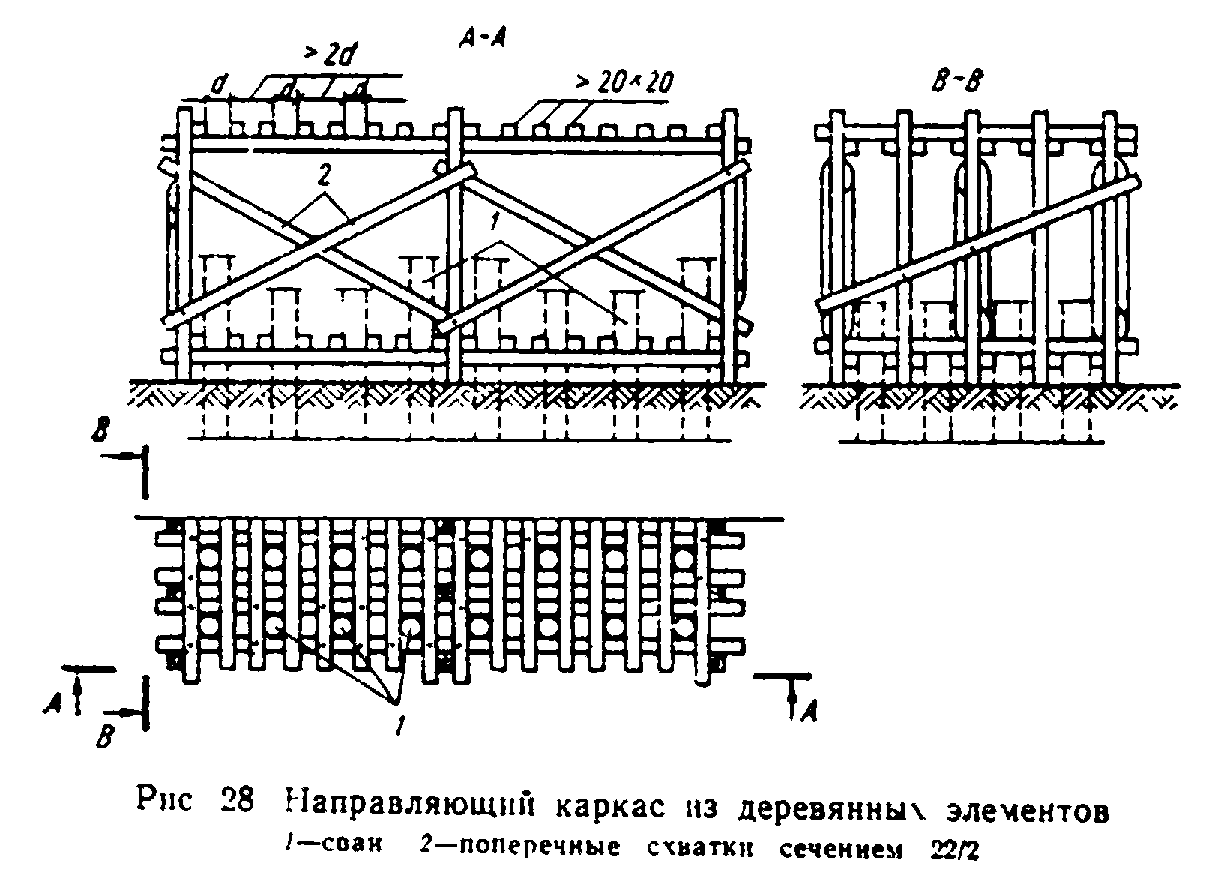 А-А
> 2d
d d d
> 20×20
В-В
2
1
В
А
В
1
А
Рис 28 Направляющий каркас из деревянных элементов
1—сваи 2—поперечные схватки сечением 22/2